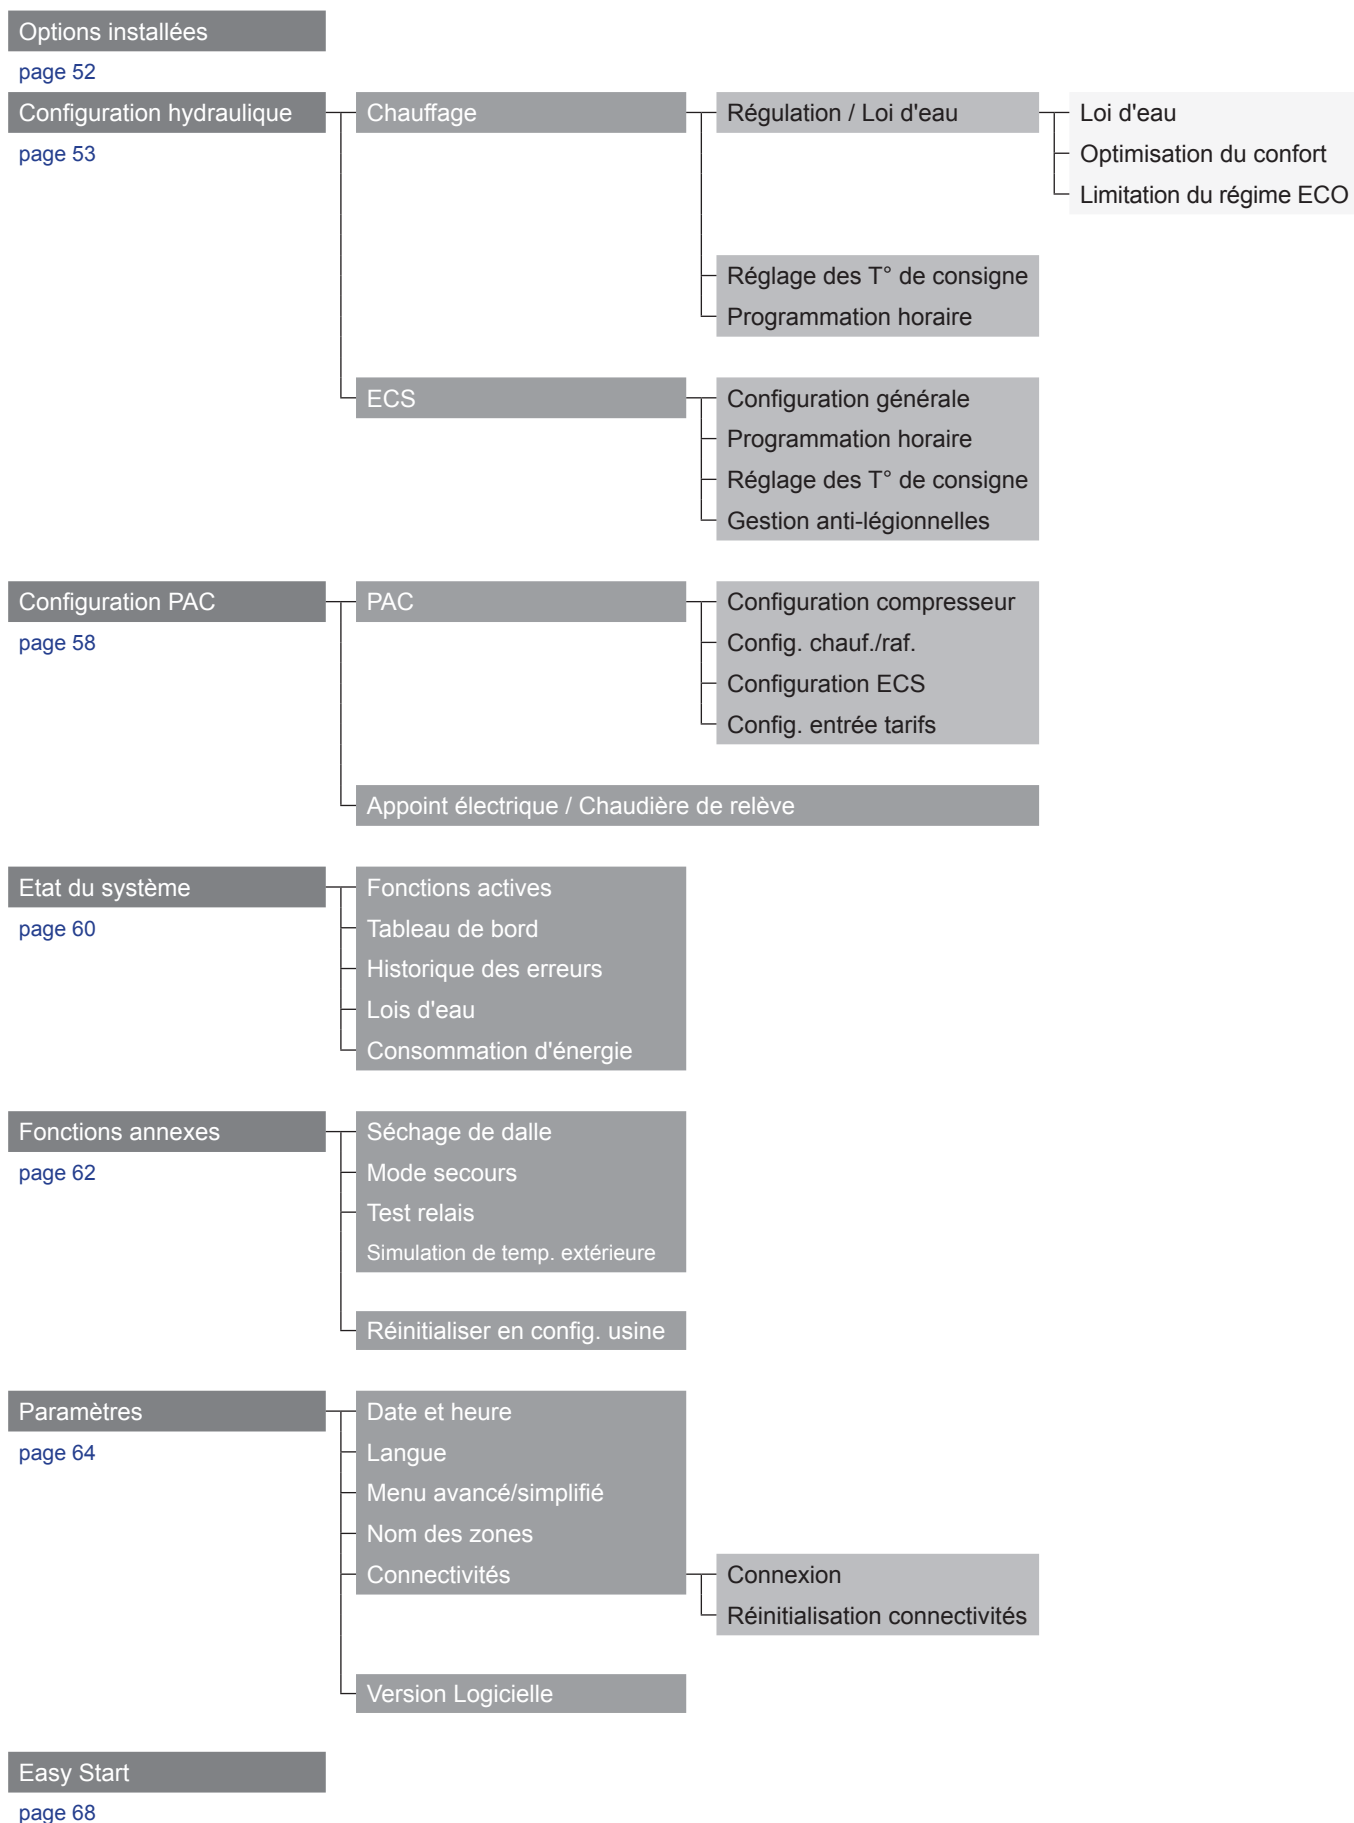 Options installées
page 52
Configuration hydraulique
page 53
Chauffage
Régulation / Loi d'eau
Loi d'eau
Optimisation du confort
Limitation du régime ECO
Réglage des T° de consigne
Programmation horaire
ECS
Configuration générale
Programmation horaire
Réglage des T° de consigne
Gestion anti-légionnelles
Configuration PAC
page 58
PAC
Configuration compresseur
Config. chauf./raf.
Configuration ECS
Config. entrée tarifs
Appoint électrique / Chaudière de relève
Etat du système
page 60
Fonctions actives
Tableau de bord
Historique des erreurs
Lois d'eau
Consommation d'énergie
Fonctions annexes
page 62
Séchage de dalle
Mode secours
Test relais
Simulation de temp. extérieure
Réinitialiser en config. usine
Paramètres
page 64
Date et heure
Langue
Menu avancé/simplifié
Nom des zones
Connectivités
Connexion
Réinitialisation connectivités
Version Logicielle
Easy Start
page 68